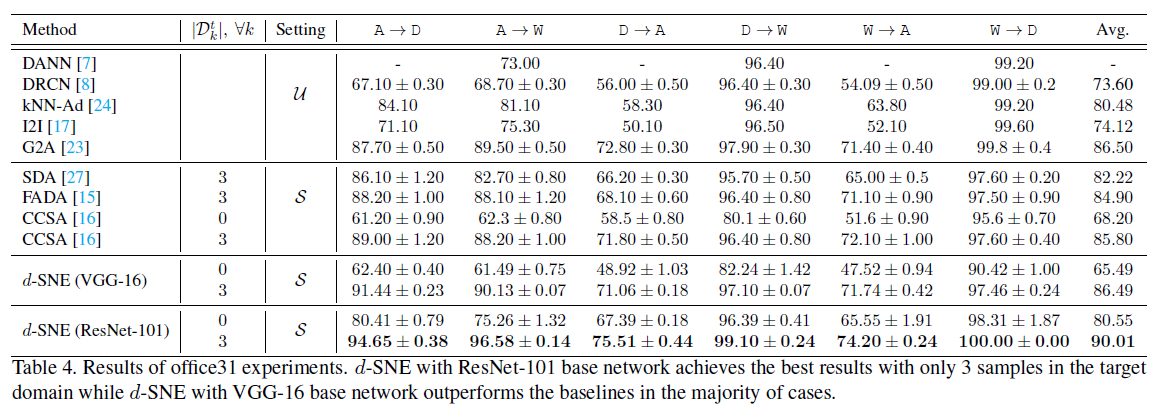 Method |D^t_k|, ∀k Setting A → D A → W D → A D → W W → A W → D Avg.
DANN [7] - 73.00 - 96.40 - 99.20
DRCN [8] 67.10 ± 0.30 68.70 ± 0.30 56.00 ± 0.50 96.40 ± 0.30 54.09 ± 0.50 99.00 ± 0.2 73.60
kNN-Ad [24] U 84.10 81.10 58.30 96.40 63.80 99.20 80.48
I2I [17] 71.10 75.30 50.10 96.50 52.10 99.60 74.12
G2A [23] 87.70 ± 0.50 89.50 ± 0.50 72.80 ± 0.30 97.90 ± 0.30 71.40 ± 0.40 99.8 ± 0.4 86.50
SDA [27] 3 86.10 ± 1.20 82.70 ± 0.80 66.20 ± 0.30 95.70 ± 0.50 65.00 ± 0.5 97.60 ± 0.20 82.22
FADA [15] 3 S 88.20 ± 1.00 88.10 ± 1.20 68.10 ± 0.60 96.40 ± 0.80 71.10 ± 0.90 97.50 ± 0.90 84.90
CCSA [16] 0 61.20 ± 0.90 62.3 ± 0.80 58.5 ± 0.80 80.1 ± 0.60 51.6 ± 0.90 95.6 ± 0.70 68.20
CCSA [16] 3 89.00 ± 1.20 88.20 ± 1.00 71.80 ± 0.50 96.40 ± 0.80 72.10 ± 1.00 97.60 ± 0.40 85.80
d-SNE (VGG-16) S
0 62.40 ± 0.40 61.49 ± 0.75 48.92 ± 1.03 82.24 ± 1.42 47.52 ± 0.94 90.42 ± 1.00 65.49
3 91.44 ± 0.23 90.13 ± 0.07 71.06 ± 0.18 97.10 ± 0.07 71.74 ± 0.42 97.46 ± 0.24 86.49
d-SNE (ResNet-101) S
0 80.41 ± 0.79 75.26 ± 1.32 67.39 ± 0.18 96.39 ± 0.41 65.55 ± 1.91 98.31 ± 1.87 80.55
3 94.65 ± 0.38 96.58 ± 0.14 75.51 ± 0.44 99.10 ± 0.24 74.20 ± 0.24 100.00 ± 0.00 90.01
Table 4. Results of office31 experiments. d-SNE with ResNet-101 base network achieves the best results with only 3 samples in the target
domain while d-SNE with VGG-16 base network outperforms the baselines in the majority of cases.